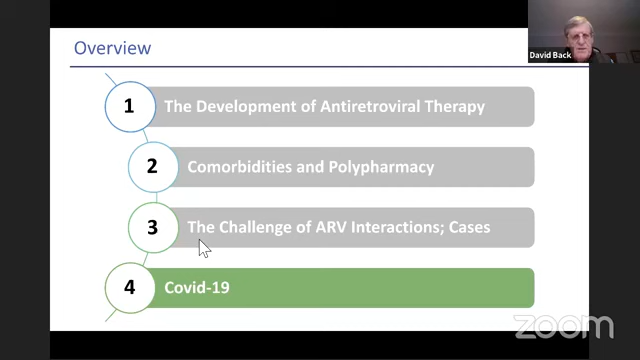 Overview
David Back
1
The Development of Antiretroviral Therapy
2
Comorbidities and Polypharmacy
3
The Challenge of ARV Interactions; Cases
4
Covid-19
zoom